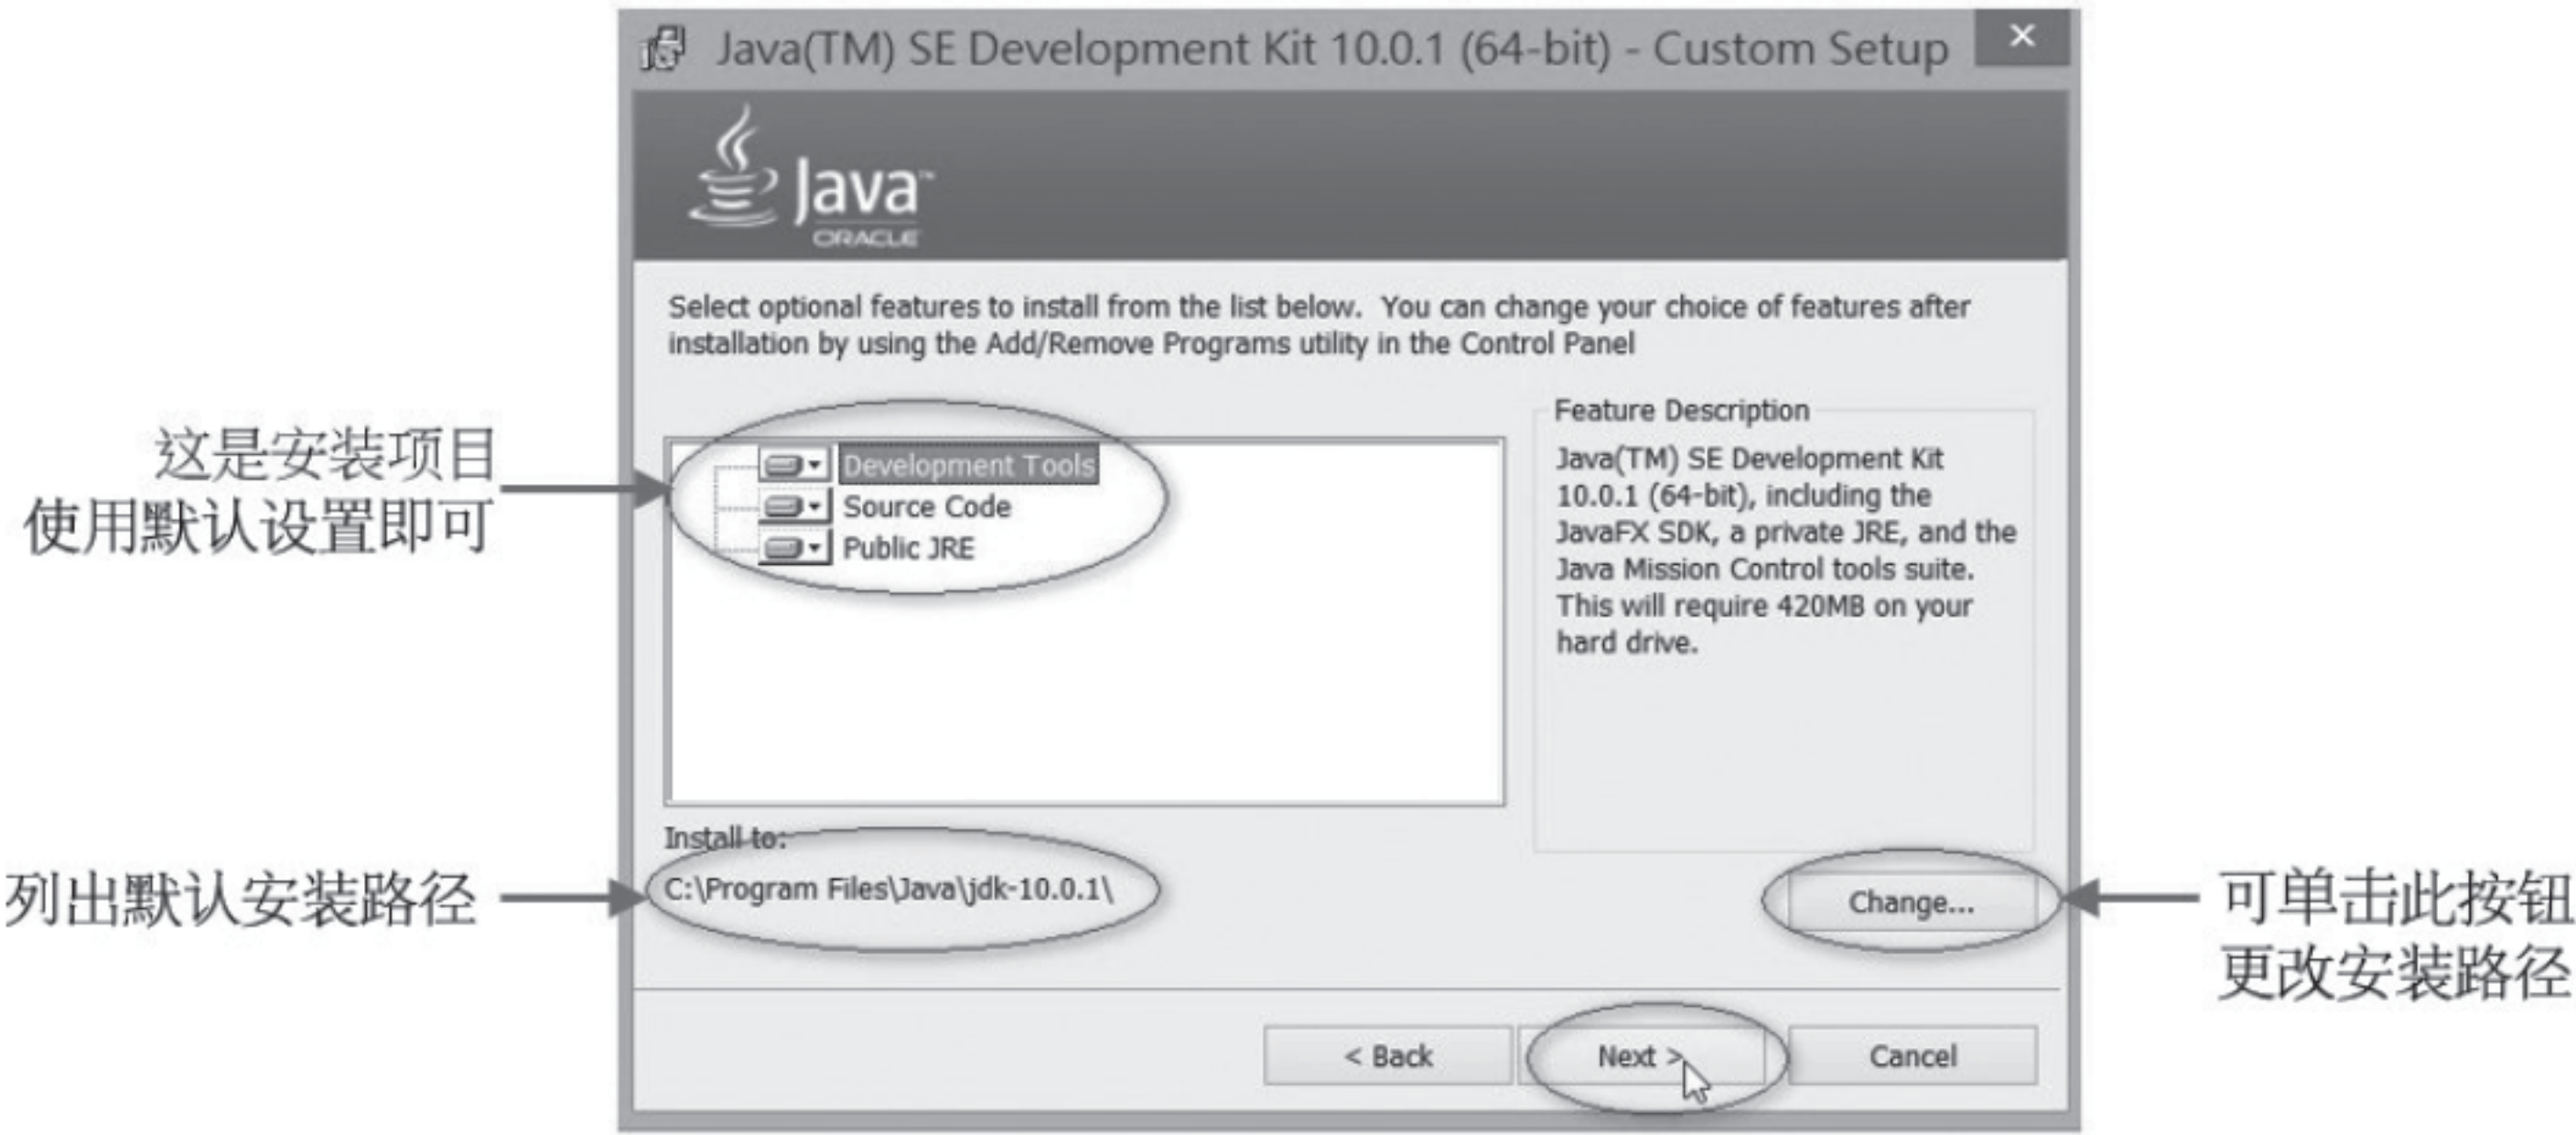 Java(TM) SE Development Kit 10.0.1 (64-bit) - Custom Setup
Java™
ORACLE
Select optional features to install from the list below.  You can change your choice of features after
installation by using the Add/Remove Programs utility in the Control Panel
这是安装项目
使用默认设置即可
Development Tools
Source Code
Public JRE
Feature Description
Java(TM) SE Development Kit
10.0.1 (64-bit), including the
JavaFX SDK, a private JRE, and the
Java Mission Control tools suite.
This will require 420MB on your
hard drive.
Install to:
列出默认安装路径
C:\Program Files\Java\jdk-10.0.1\
Change...
可单击此按钮
更改安装路径
< Back
Next >
Cancel